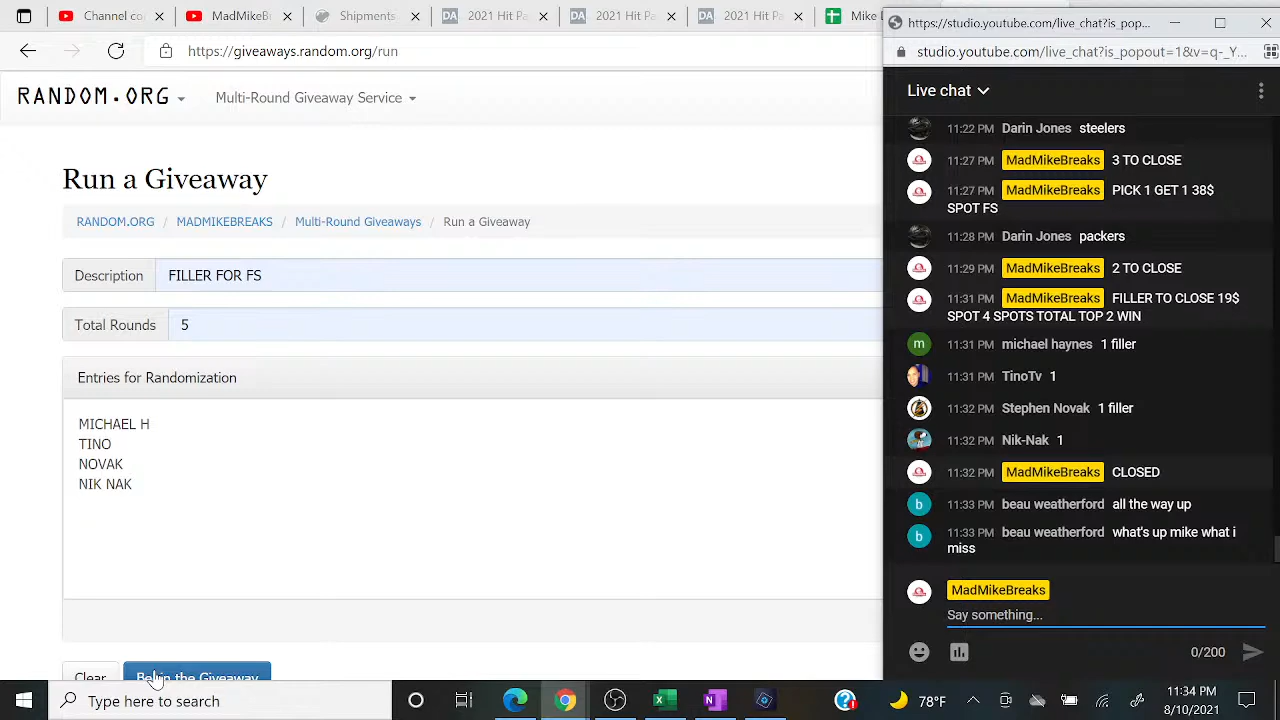 MadMikeB
Shipments
2021 Hit P
2021 Hit P
2021 Hit P
Mike
https://giveaways.random.org/run
RANDOM.ORG
Multi-Round Giveaway Service
Run a Giveaway
RANDOM.ORG / MADMIKEBREAKS / Multi-Round Giveaways / Run a Giveaway
Description FILLER FOR FS
Total Rounds 5
Entries for Randomization
MICHAEL H
TINO
NOVAK
NIK NAK
Clear Begin the Giveaway
https://studio.youtube.com/live_chat?is_pop...
studio.youtube.com/live_chat?is_popout=1&v=q-_Y...
Live chat
11:22 PM Darin Jones steelers
11:27 PM MadMikeBreaks 3 TO CLOSE
11:27 PM MadMikeBreaks PICK 1 GET 1 38$
SPOT FS
11:28 PM Darin Jones packers
11:29 PM MadMikeBreaks 2 TO CLOSE
11:31 PM MadMikeBreaks FILLER TO CLOSE 19$
SPOT 4 SPOTS TOTAL TOP 2 WIN
m 11:31 PM michael haynes 1 filler
11:31 PM TinoTv 1
11:32 PM Stephen Novak 1 filler
11:32 PM Nik-Nak 1
11:32 PM MadMikeBreaks CLOSED
b 11:33 PM beau weatherford all the way up
b 11:33 PM beau weatherford what's up mike what i
miss
MadMikeBreaks
Say something...
0/200
Type here to search
78°F
11:34 PM
8/10/2021